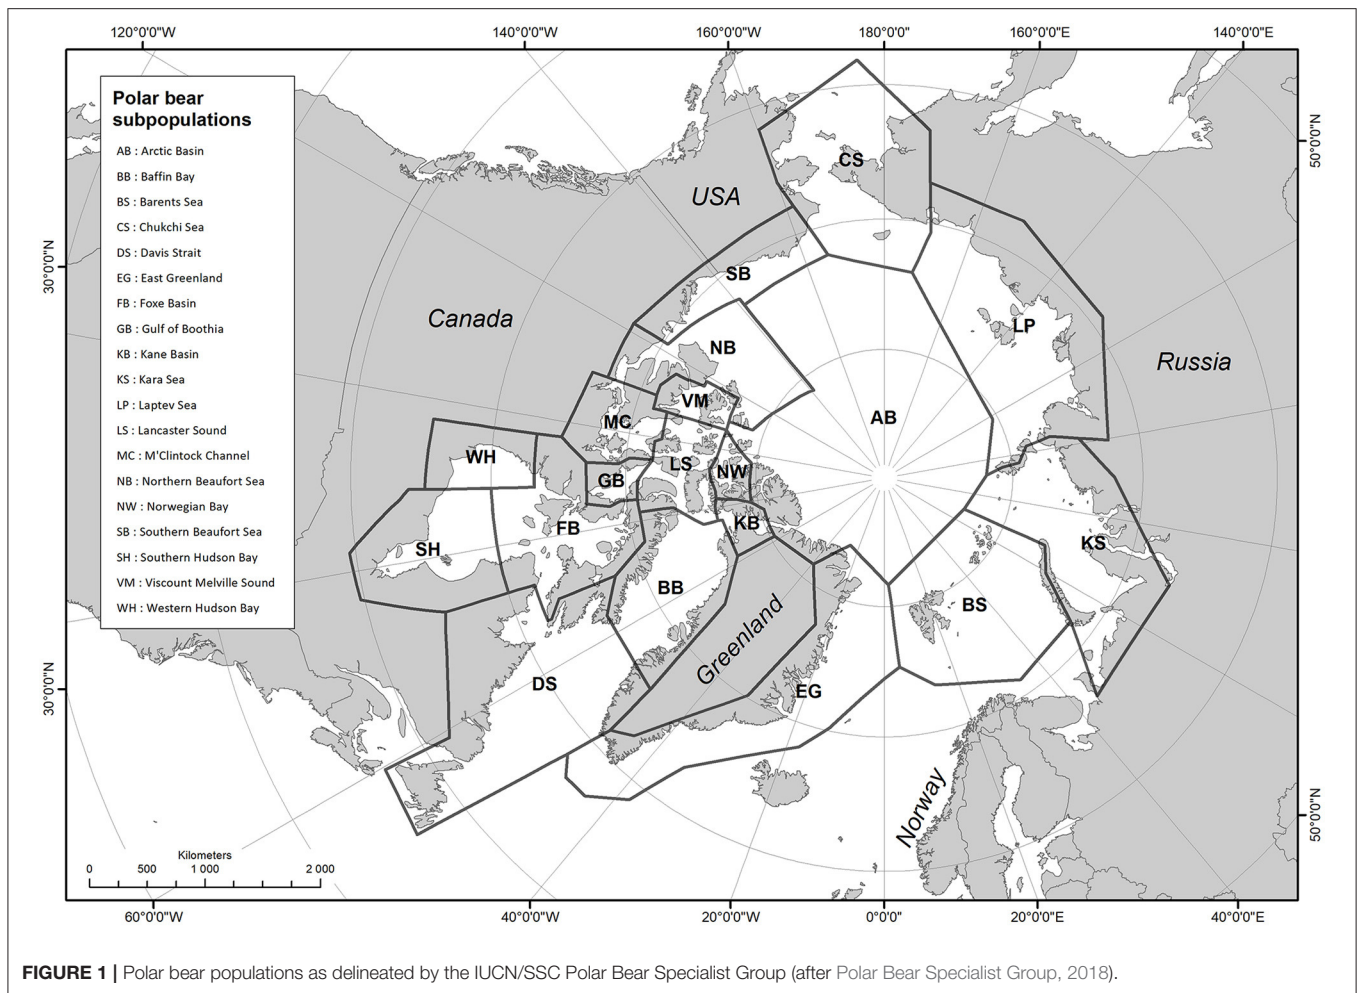 120°0'0"W 140°0'0"W 160°0'0"W 180°0'0" 160°0'0"E 140°0'0"E
Polar bear
subpopulations
AB : Arctic Basin
BB : Baffin Bay
BS : Barents Sea
CS : Chukchi Sea
DS : Davis Strait
EG : East Greenland
FB : Foxe Basin
GB : Gulf of Boothia
KB : Kane Basin
KS : Kara Sea
LP : Laptev Sea
LS : Lancaster Sound
MC : M'Clintock Channel
NB : Northern Beaufort Sea
NW : Norwegian Bay
SB : Southern Beaufort Sea
SH : Southern Hudson Bay
VM : Viscount Melville Sound
WH : Western Hudson Bay
50°0'0"N
CS
USA
30°0'0"N
SB
Canada
LP
NB
Russia
VM
AB
MC
WH
LS
NW
GB
KB
FB
KS
SH
BB
BS
Greenland
DS
EG
30°0'0"N
Norway
50°0'0"N
Kilometers
0 500 1 000 2 000
60°0'0"W 40°0'0"W 20°0'0"W 0°0'0" 20°0'0"E 40°0'0"E
FIGURE 1 | Polar bear populations as delineated by the IUCN/SSC Polar Bear Specialist Group (after Polar Bear Specialist Group, 2018).